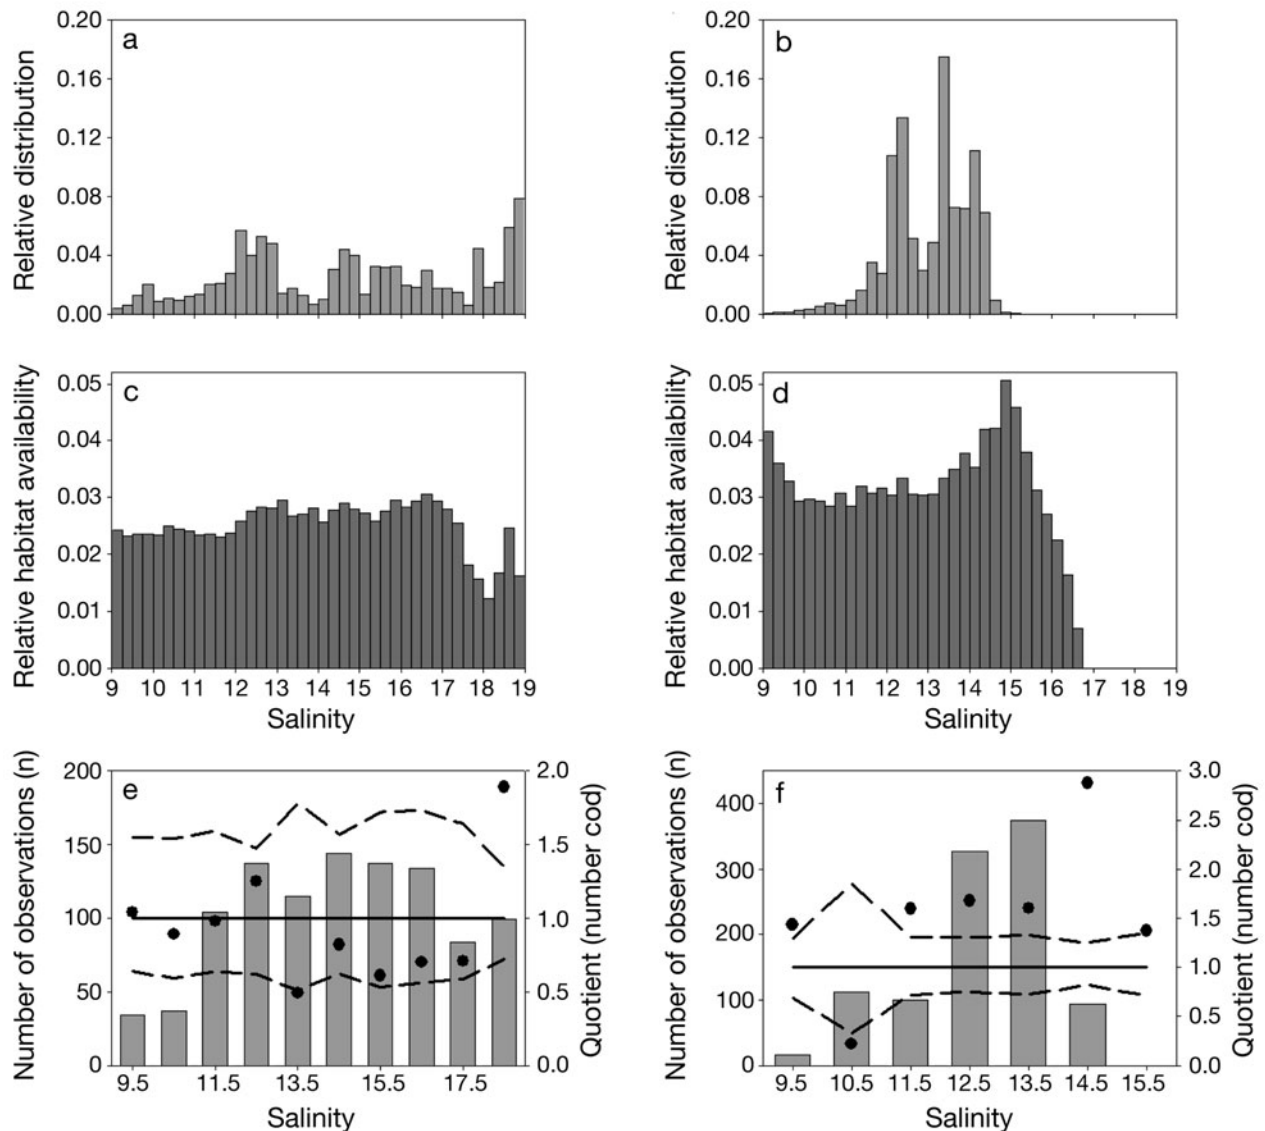 a
Relative distribution
0.20
0.16
0.12
0.08
0.04
0.00
b
Relative distribution
0.20
0.16
0.12
0.08
0.04
0.00
c
Relative habitat availability
0.05
0.04
0.03
0.02
0.01
0.00
9 10 11 12 13 14 15 16 17 18 19
Salinity
d
Relative habitat availability
0.05
0.04
0.03
0.02
0.01
0.00
9 10 11 12 13 14 15 16 17 18 19
Salinity
e
Number of observations (n)
200
150
100
50
0
2.0
1.5
1.0
0.5
0.0
Quotient (number cod)
9.5 11.5 13.5 15.5 17.5
Salinity
f
Number of observations (n)
400
300
200
100
0
3.0
2.5
2.0
1.5
1.0
0.5
0.0
Quotient (number cod)
9.5 10.5 11.5 12.5 13.5 14.5 15.5
Salinity